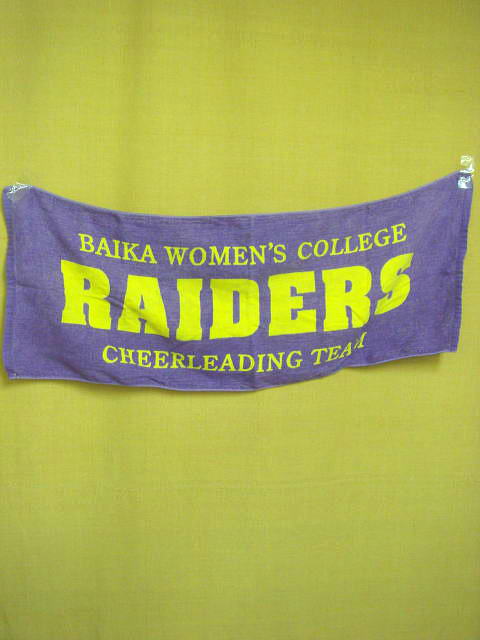 BAIKA WOMEN'S COLLEGE
RAIDERS
CHEERLEADING TEAM